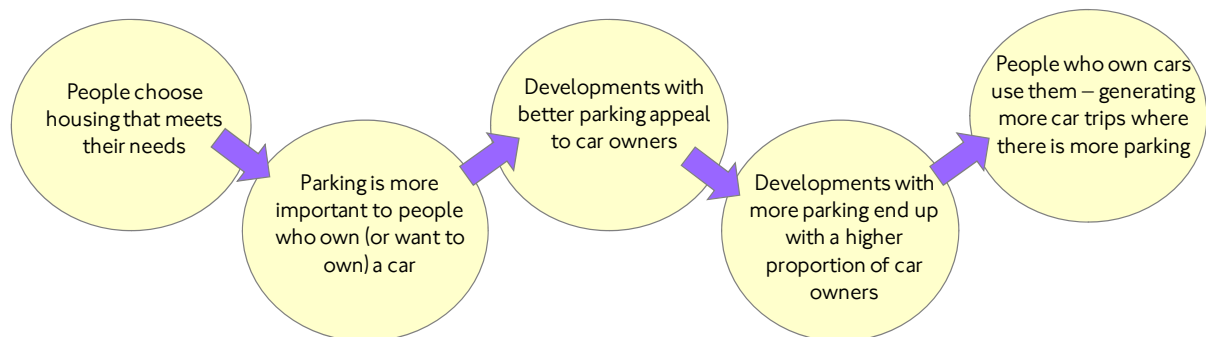 People choose
housing that meets
their needs
Parking is more
important to people
who own (or want to
own) a car
Developments with
better parking appeal
to car owners
Developments with
more parking end up
with a higher
proportion of car
owners
People who own cars
use them – generating
more car trips where
there is more parking